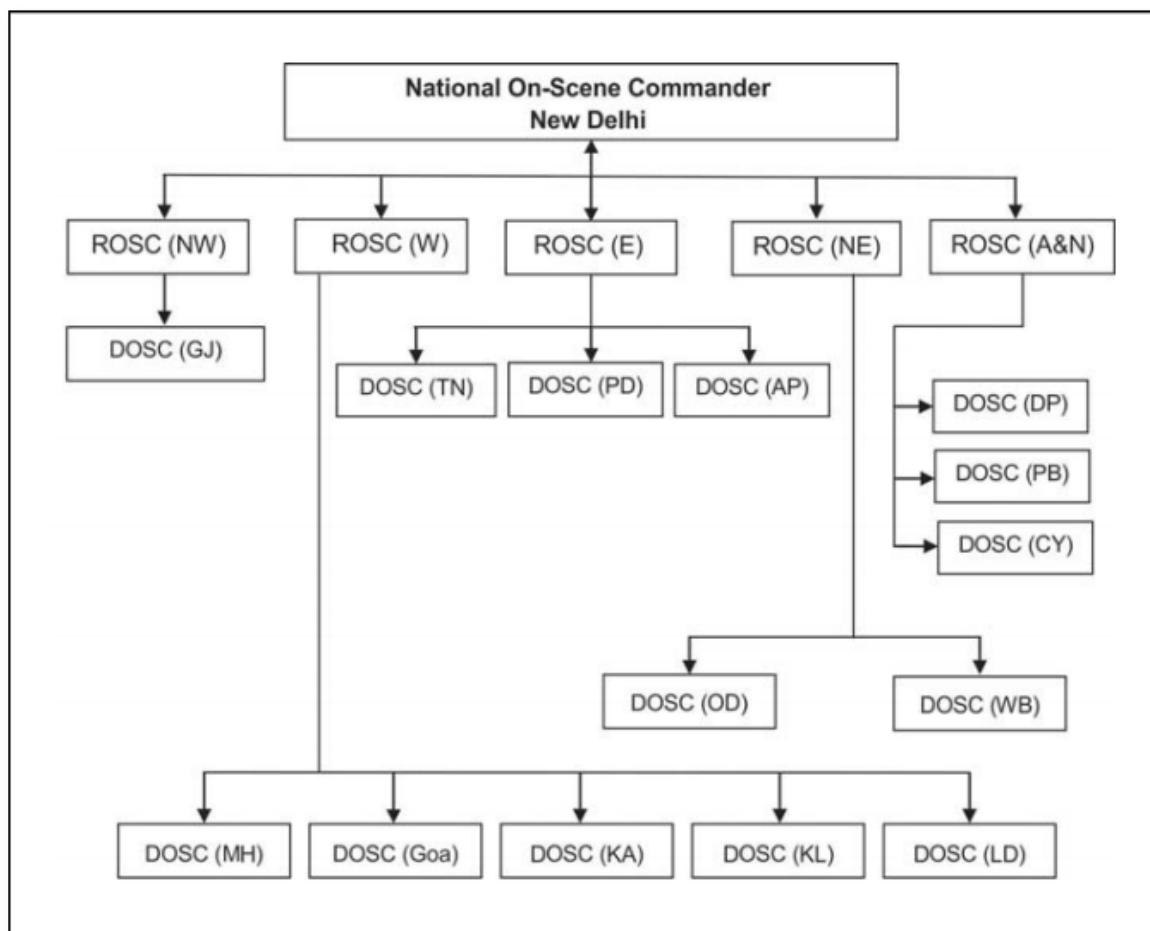 National On-Scene Commander
New Delhi
ROSC (NW)
ROSC (W)
ROSC (E)
ROSC (NE)
ROSC (A&N)
DOSC (GJ)
DOSC (TN)
DOSC (PD)
DOSC (AP)
DOSC (DP)
DOSC (PB)
DOSC (CY)
DOSC (OD)
DOSC (WB)
DOSC (MH)
DOSC (Goa)
DOSC (KA)
DOSC (KL)
DOSC (LD)